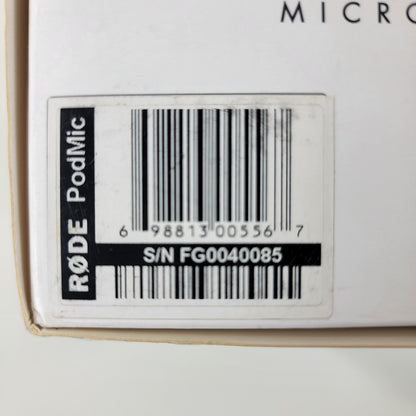 MICRO
RØDE PodMic
6 98813 00556 7
S/N FG0040085